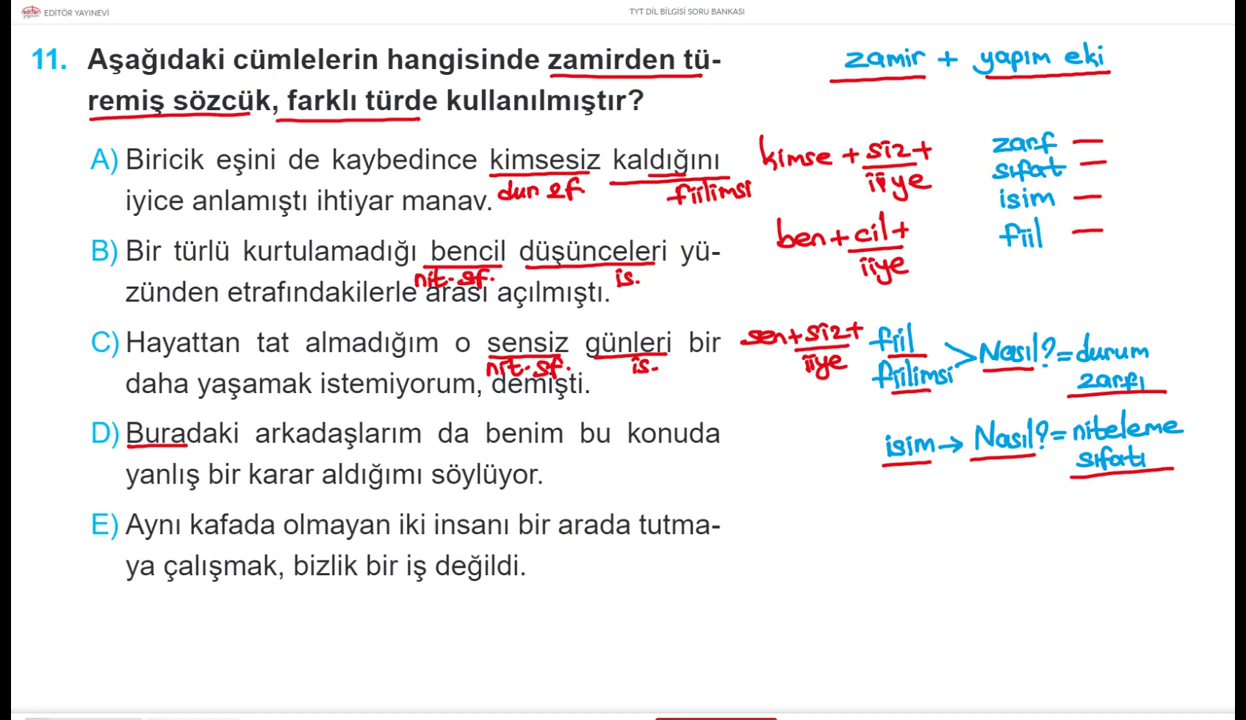 EDİTÖR YAYINEVİ
TYT DİL BİLGİSİ SORU BANKASI
11. Aşağıdaki cümlelerin hangisinde zamirden tü-
remiş sözcük, farklı türde kullanılmıştır?
zamir + yapım eki
A) Biricik eşini de kaybedince kimsesiz kaldığını
dur zf. fiilimsi
iyice anlamıştı ihtiyar manav.
kimse + siz +
iiye
zarf —
sıfat —
isim —
fiil —
B) Bir türlü kurtulamadığı bencil düşünceleri yü-
nit. sf. is.
zünden etrafındakilerle arası açılmıştı.
ben + cil +
iiye
C) Hayattan tat almadığım o sensiz günleri bir
nit. sf. is.
daha yaşamak istemiyorum, demişti.
sen + siz +
iiye
fiil
fiilimsi > Nasıl? = durum
zarfı
D) Buradaki arkadaşlarım da benim bu konuda
yanlış bir karar aldığımı söylüyor.
isim → Nasıl? = niteleme
sıfatı
E) Aynı kafada olmayan iki insanı bir arada tutma-
ya çalışmak, bizlik bir iş değildi.